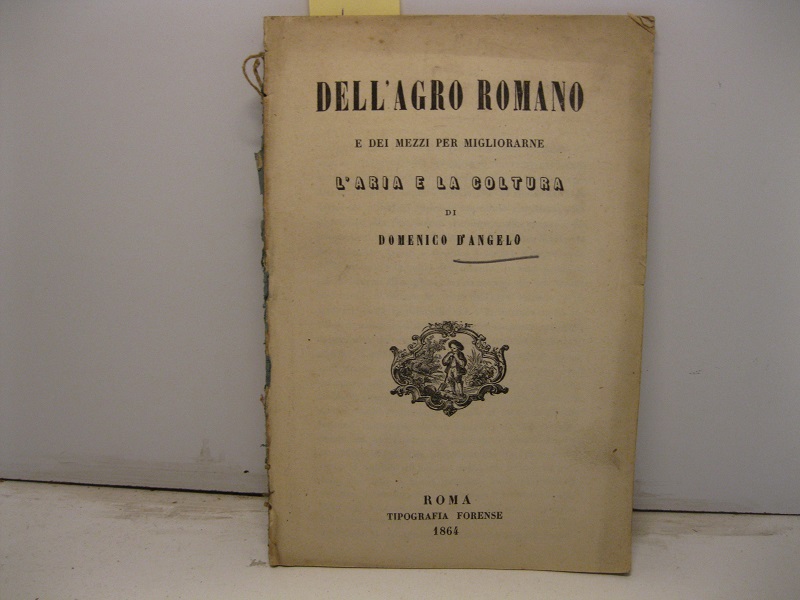 DELL'AGRO ROMANO
E DEI MEZZI PER MIGLIORARNE
L'ARIA E LA COLTURA
DI
DOMENICO D'ANGELO
ROMA
TIPOGRAFIA FORENSE
1864